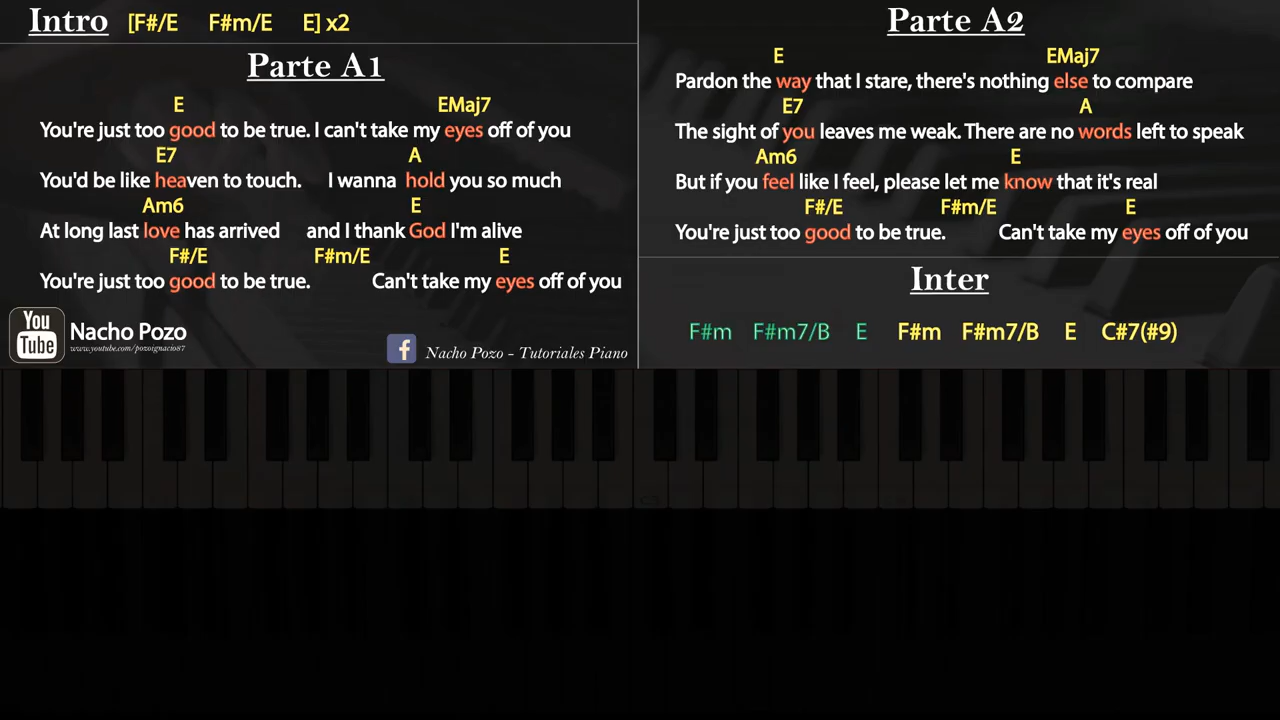 Intro [F#/E F#m/E E] x2
Parte A1
E EMaj7
You're just too good to be true. I can't take my eyes off of you
E7 A
You'd be like heaven to touch. I wanna hold you so much
Am6 E
At long last love has arrived and I thank God I'm alive
F#/E F#m/E E
You're just too good to be true. Can't take my eyes off of you
You Tube
Nacho Pozo
www.youtube.com/pozoignacio87
f Nacho Pozo - Tutoriales Piano
Parte A2
E EMaj7
Pardon the way that I stare, there's nothing else to compare
E7 A
The sight of you leaves me weak. There are no words left to speak
Am6 E
But if you feel like I feel, please let me know that it's real
F#/E F#m/E E
You're just too good to be true. Can't take my eyes off of you
Inter
F#m F#m7/B E F#m F#m7/B E C#7(#9)